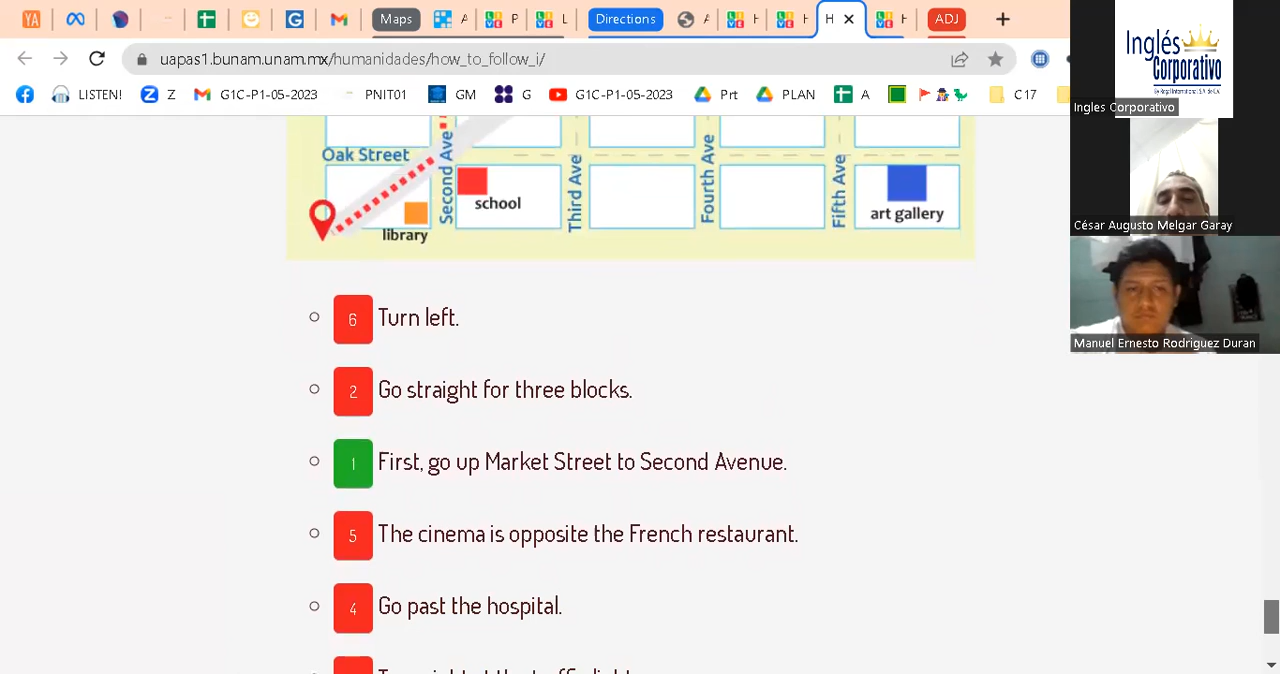 YA
Maps
A
P
L
Directions
A
H
H
H
H
ADJ
uapas1.bunam.unam.mx/humanidades/how_to_follow_i/
LISTEN!
Z
GM
G1C-P1-05-2023
PNIT01
GM
G
G1C-P1-05-2023
Prt
PLAN
A
C17
Oak Street
Second Ave
Third Ave
Fourth Ave
Fifth Ave
school
library
art gallery
6 Turn left.
2 Go straight for three blocks.
1 First, go up Market Street to Second Avenue.
5 The cinema is opposite the French restaurant.
4 Go past the hospital.
Inglés
Corporativo
Ingles Corporativo
César Augusto Melgar Garay
Manuel Ernesto Rodriguez Duran